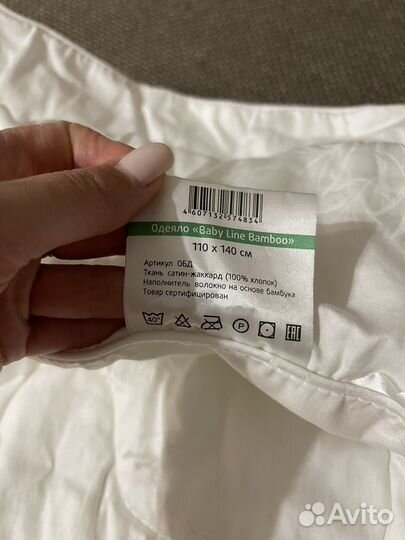 4607132574834
Одеяло «Baby Line Bamboo»
110 x 140 см
Артикул ОБД
Ткань сатин-жаккард (100% хлопок)
Наполнитель волокно на основе бамбука
Товар сертифицирован
40° P EAC
Avito